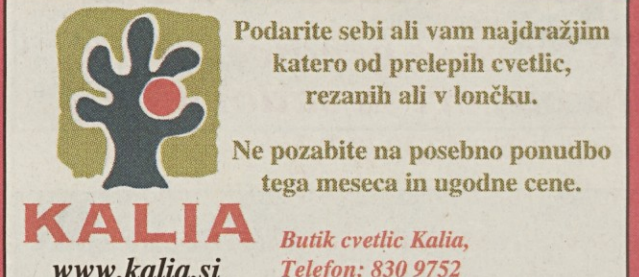 Podarite sebi ali vam najdražjim
katero od prelepih cvetlic,
rezanih ali v lončku.
Ne pozabite na posebno ponudbo
tega meseca in ugodne cene.
KALIA
www.kalia.si
Butik cvetlic Kalia,
Telefon: 830 9752